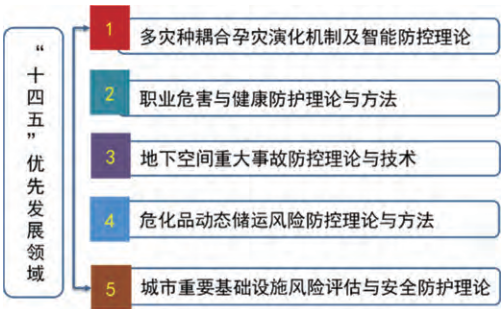 “十四五”优先发展领域
1
多灾种耦合孕灾演化机制及智能防控理论
2
职业危害与健康防护理论与方法
3
地下空间重大事故防控理论与技术
4
危化品动态储运风险防控理论与方法
5
城市重要基础设施风险评估与安全防护理论